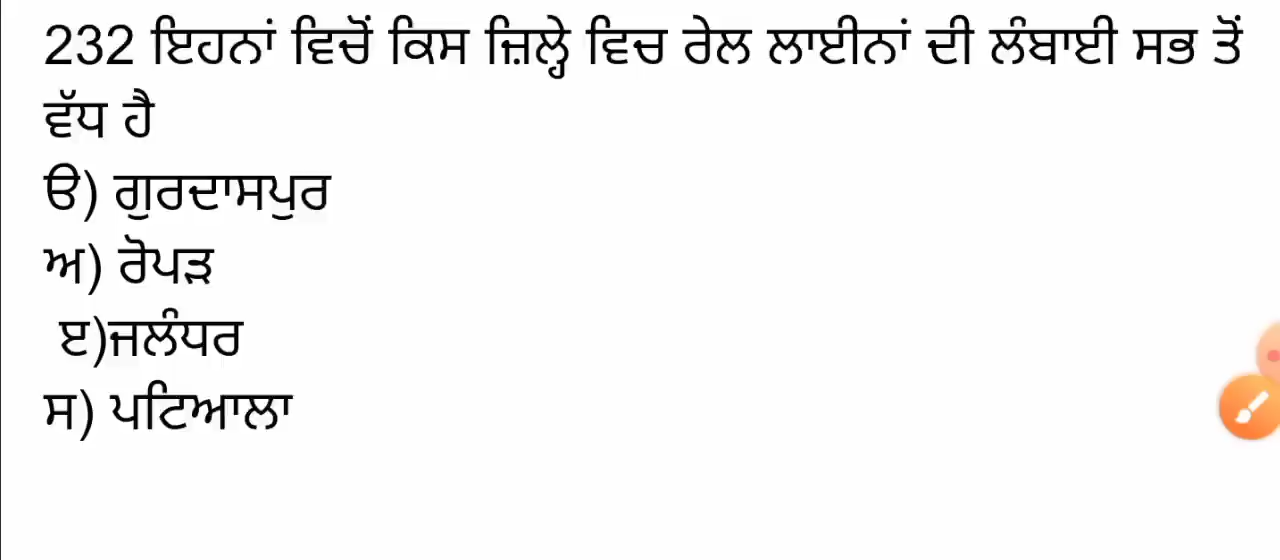 232 ਇਹਨਾਂ ਵਿਚੋਂ ਕਿਸ ਜ਼ਿਲ੍ਹੇ ਵਿਚ ਰੇਲ ਲਾਈਨਾਂ ਦੀ ਲੰਬਾਈ ਸਭ ਤੋਂ
ਵੱਧ ਹੈ
ੳ) ਗੁਰਦਾਸਪੁਰ
ਅ) ਰੋਪੜ
ੲ)ਜਲੰਧਰ
ਸ) ਪਟਿਆਲਾ